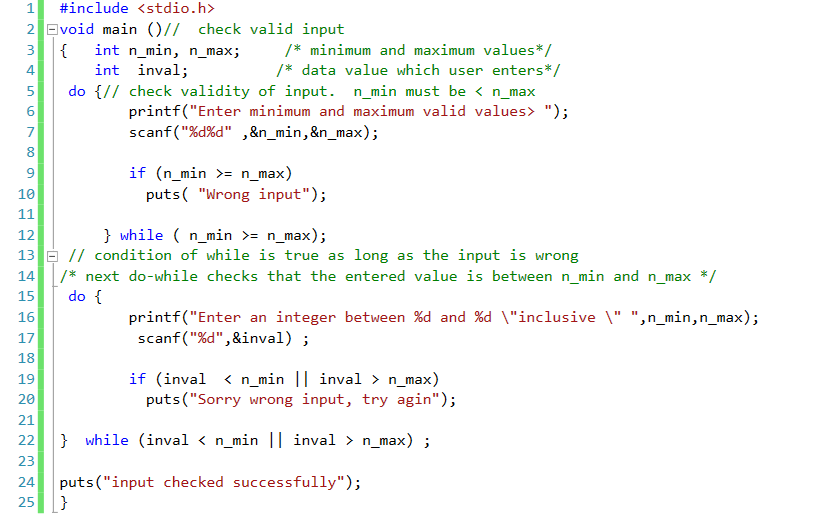 1 #include <stdio.h>
2 void main ()//  check valid input
3 {   int n_min, n_max;     /* minimum and maximum values*/
4     int  inval;          /* data value which user enters*/
5  do {// check validity of input.  n_min must be < n_max
6         printf("Enter minimum and maximum valid values> ");
7         scanf("%d%d" ,&n_min,&n_max);
8
9         if (n_min >= n_max)
10           puts( "Wrong input");
11
12      } while ( n_min >= n_max);
13  // condition of while is true as long as the input is wrong
14 /* next do-while checks that the entered value is between n_min and n_max */
15  do {
16         printf("Enter an integer between %d and %d \"inclusive \" ",n_min,n_max);
17          scanf("%d",&inval) ;
18
19         if (inval  < n_min || inval > n_max)
20           puts("Sorry wrong input, try agin");
21
22 }  while (inval < n_min || inval > n_max) ;
23
24 puts("input checked successfully");
25 }